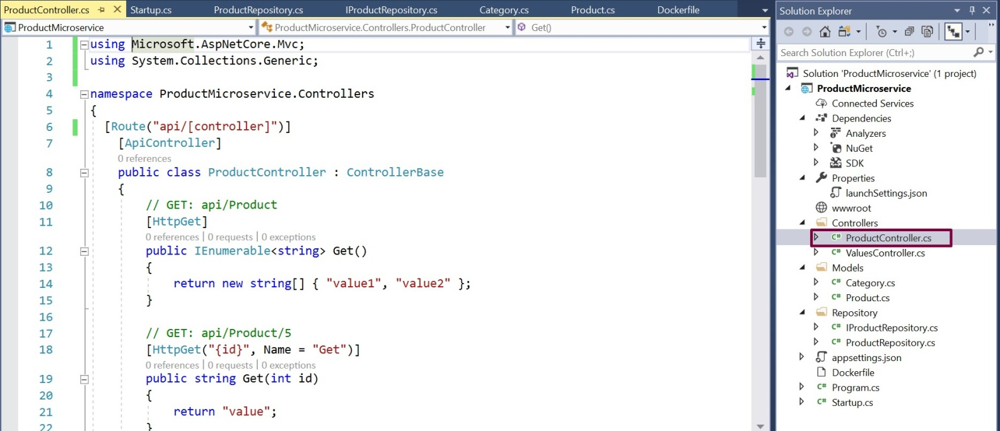 ProductController.cs
Startup.cs
ProductRepository.cs
IProductRepository.cs
Category.cs
Product.cs
Dockerfile
ProductMicroservice
ProductMicroservice.Controllers.ProductController
Get()
1 using Microsoft.AspNetCore.Mvc;
2 using System.Collections.Generic;
3
4 namespace ProductMicroservice.Controllers
5 {
6 [Route("api/[controller]")]
7 [ApiController]
0 references
8 public class ProductController : ControllerBase
9 {
10 // GET: api/Product
11 [HttpGet]
0 references | 0 requests | 0 exceptions
12 public IEnumerable<string> Get()
13 {
14 return new string[] { "value1", "value2" };
15 }
16
17 // GET: api/Product/5
18 [HttpGet("{id}", Name = "Get")]
0 references | 0 requests | 0 exceptions
19 public string Get(int id)
20 {
21 return "value";
22 }
Solution Explorer
Search Solution Explorer (Ctrl+;)
Solution 'ProductMicroservice' (1 project)
ProductMicroservice
Connected Services
Dependencies
Analyzers
NuGet
SDK
Properties
launchSettings.json
wwwroot
Controllers
C# ProductController.cs
C# ValuesController.cs
Models
C# Category.cs
C# Product.cs
Repository
C# IProductRepository.cs
C# ProductRepository.cs
appsettings.json
Dockerfile
C# Program.cs
C# Startup.cs